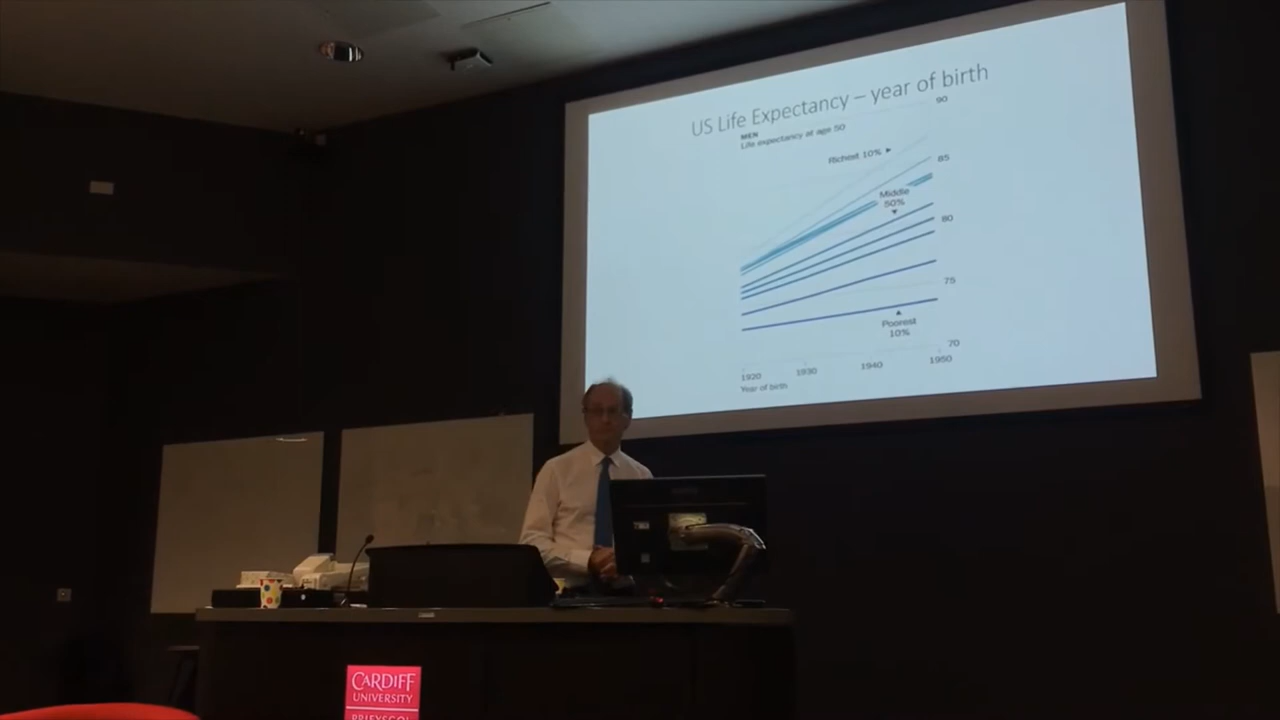 US Life Expectancy – year of birth
MEN
Life expectancy at age 50
90
Richest 10%
85
Middle
50%
80
75
Poorest
10%
70
1920
1930
1940
1950
Year of birth
CARDIFF
UNIVERSITY
PRIFYSGOL